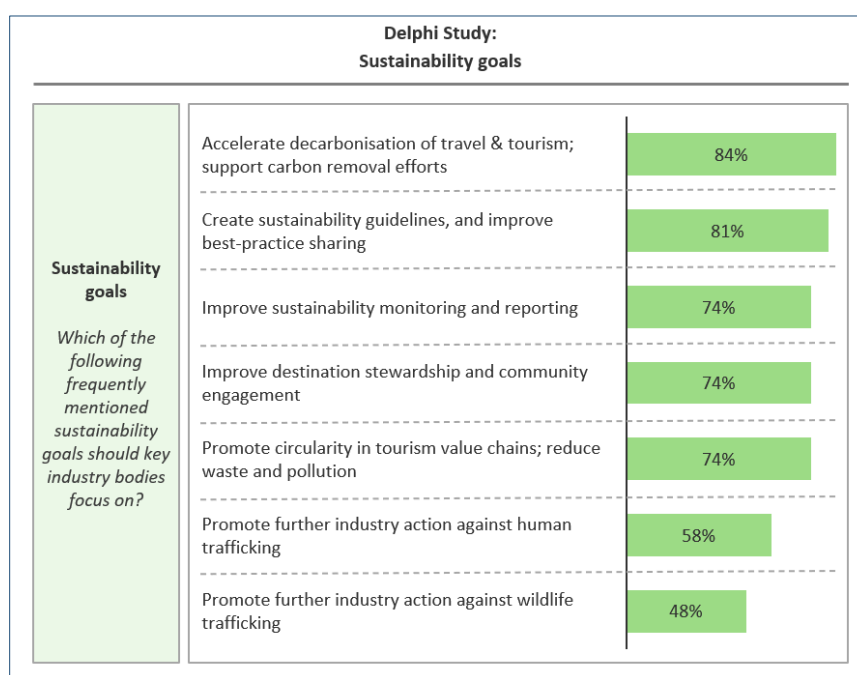 Delphi Study:
Sustainability goals
Sustainability
goals
Which of the
following
frequently
mentioned
sustainability
goals should key
industry bodies
focus on?
Accelerate decarbonisation of travel & tourism;
support carbon removal efforts
84%
Create sustainability guidelines, and improve
best-practice sharing
81%
Improve sustainability monitoring and reporting
74%
Improve destination stewardship and community
engagement
74%
Promote circularity in tourism value chains; reduce
waste and pollution
74%
Promote further industry action against human
trafficking
58%
Promote further industry action against wildlife
trafficking
48%